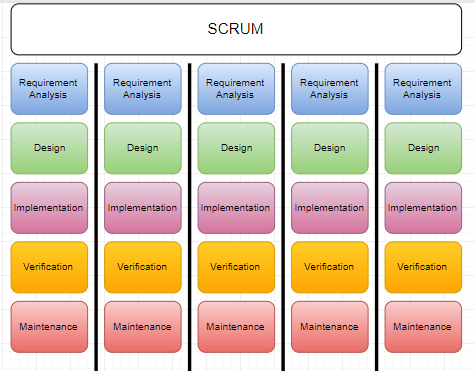 SCRUM
Requirement Requirement Requirement Requirement Requirement
Analysis Analysis Analysis Analysis Analysis
Design Design Design Design Design
Implementation Implementation Implementation Implementation Implementation
Verification Verification Verification Verification Verification
Maintenance Maintenance Maintenance Maintenance Maintenance